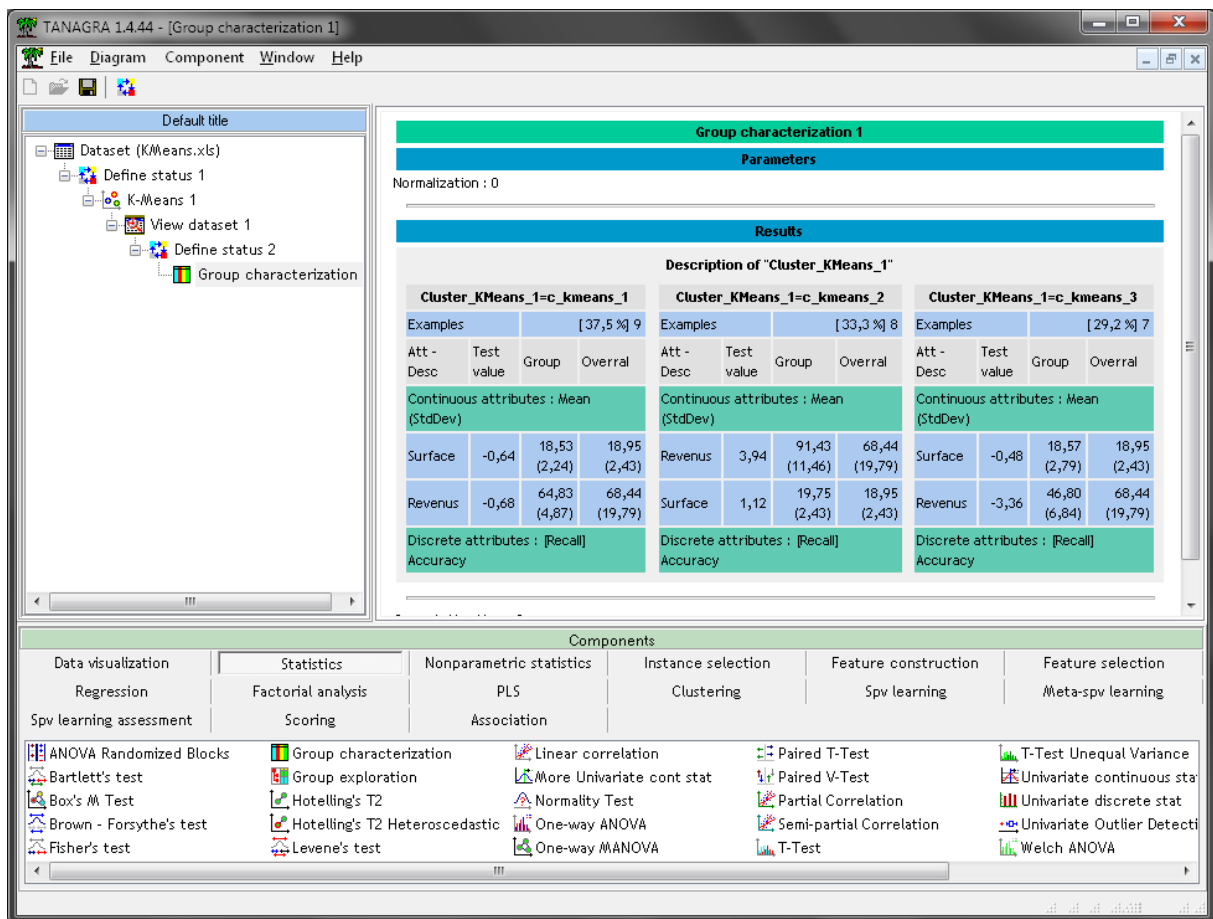 TANAGRA 1.4.44 - [Group characterization 1]
File Diagram Component Window Help
Default title
Dataset (KMeans.xls)
Define status 1
K-Means 1
View dataset 1
Define status 2
Group characterization
Group characterization 1
Parameters
Normalization : 0
Results
Description of "Cluster_KMeans_1"
Cluster_KMeans_1=c_kmeans_1
Examples [ 37,5 %] 9
Att - Desc Test value Group Overral
Continuous attributes : Mean (StdDev)
Surface -0,64 18,53 (2,24) 18,95 (2,43)
Revenus -0,68 64,83 (4,87) 68,44 (19,79)
Discrete attributes : [Recall] Accuracy
Cluster_KMeans_1=c_kmeans_2
Examples [ 33,3 %] 8
Att - Desc Test value Group Overral
Continuous attributes : Mean (StdDev)
Revenus 3,94 91,43 (11,46) 68,44 (19,79)
Surface 1,12 19,75 (2,43) 18,95 (2,43)
Discrete attributes : [Recall] Accuracy
Cluster_KMeans_1=c_kmeans_3
Examples [ 29,2 %] 7
Att - Desc Test value Group Overral
Continuous attributes : Mean (StdDev)
Surface -0,48 18,57 (2,79) 18,95 (2,43)
Revenus -3,36 46,80 (6,84) 68,44 (19,79)
Discrete attributes : [Recall] Accuracy
Components
Data visualization Statistics Nonparametric statistics Instance selection Feature construction Feature selection
Regression Factorial analysis PLS Clustering Spv learning Meta-spv learning
Spv learning assessment Scoring Association
ANOVA Randomized Blocks Group characterization Linear correlation Paired T-Test T-Test Unequal Variance
Bartlett's test Group exploration More Univariate cont stat Paired V-Test Univariate continuous sta
Box's M Test Hotelling's T2 Normality Test Partial Correlation Univariate discrete stat
Brown - Forsythe's test Hotelling's T2 Heteroscedastic One-way ANOVA Semi-partial Correlation Univariate Outlier Detecti
Fisher's test Levene's test One-way MANOVA T-Test Welch ANOVA